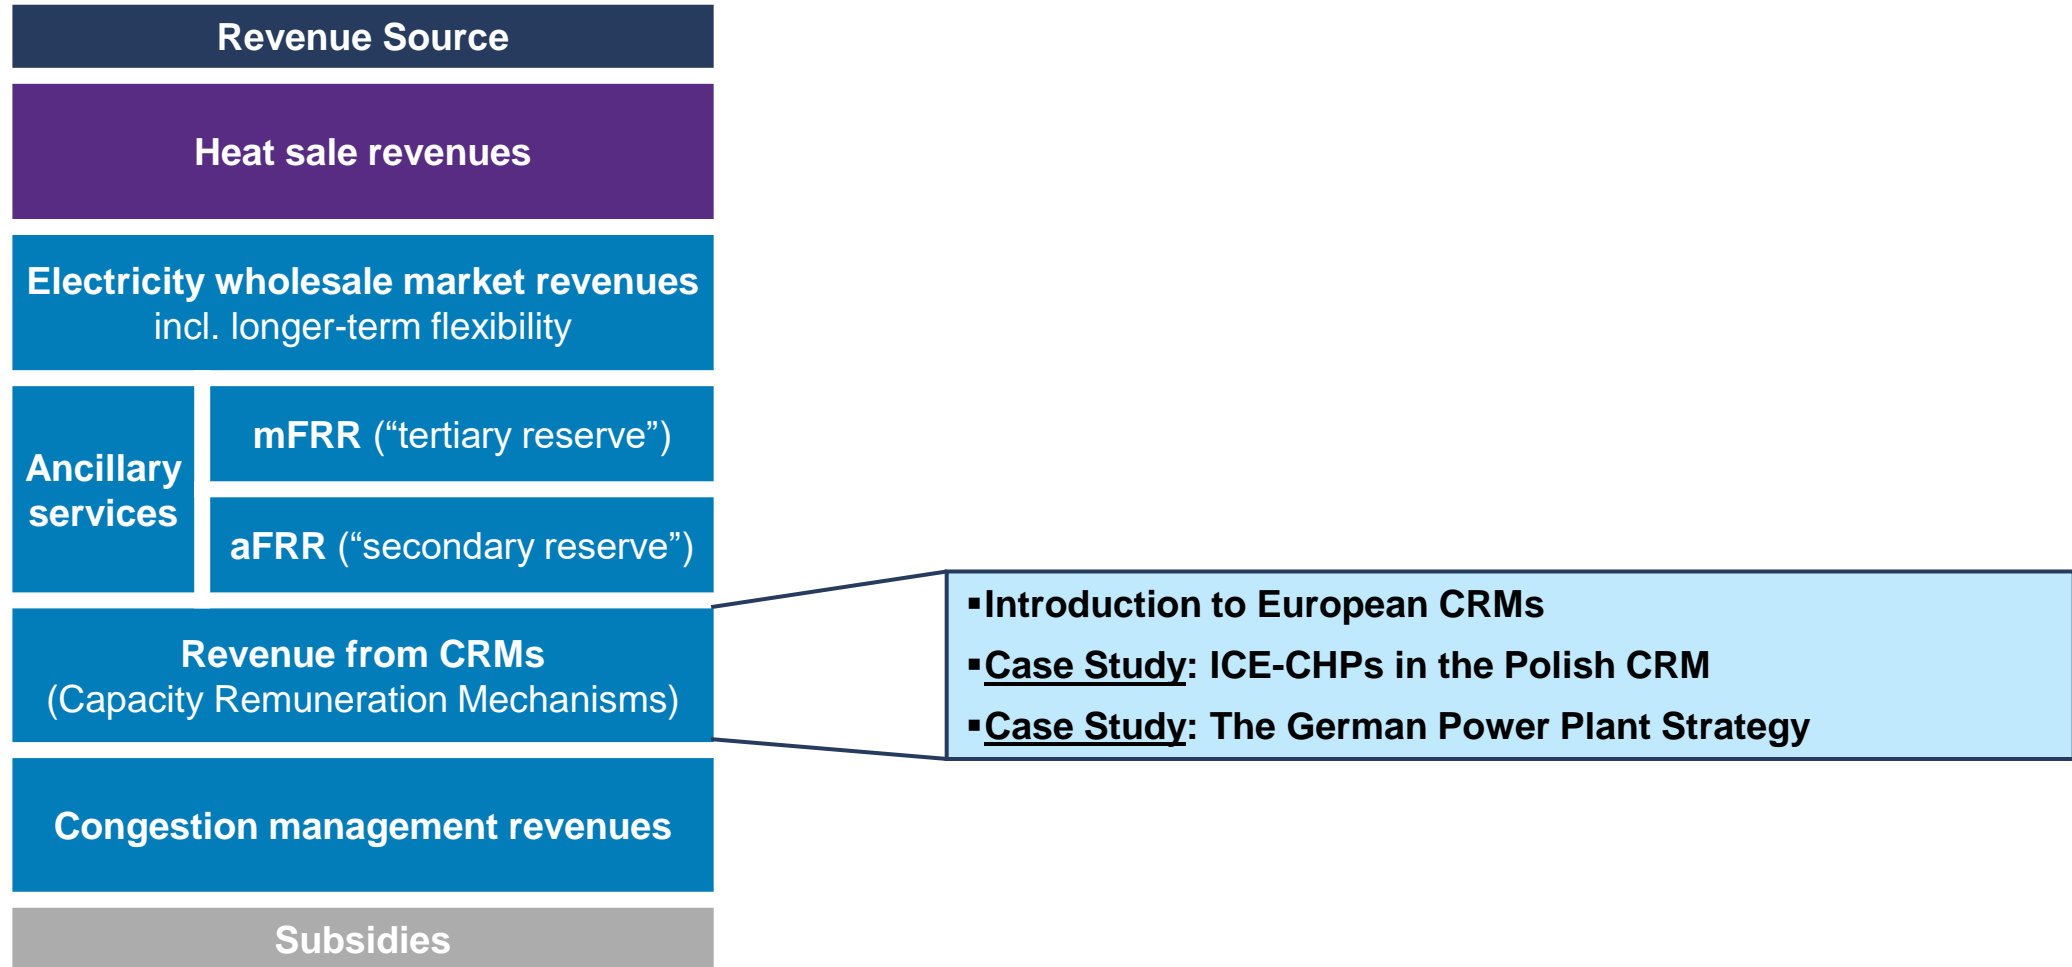 Revenue Source
Heat sale revenues
Electricity wholesale market revenues
incl. longer-term flexibility
Ancillary
services
mFRR (“tertiary reserve”)
aFRR (“secondary reserve”)
Revenue from CRMs
(Capacity Remuneration Mechanisms)
▪Introduction to European CRMs
▪Case Study: ICE-CHPs in the Polish CRM
▪Case Study: The German Power Plant Strategy
Congestion management revenues
Subsidies